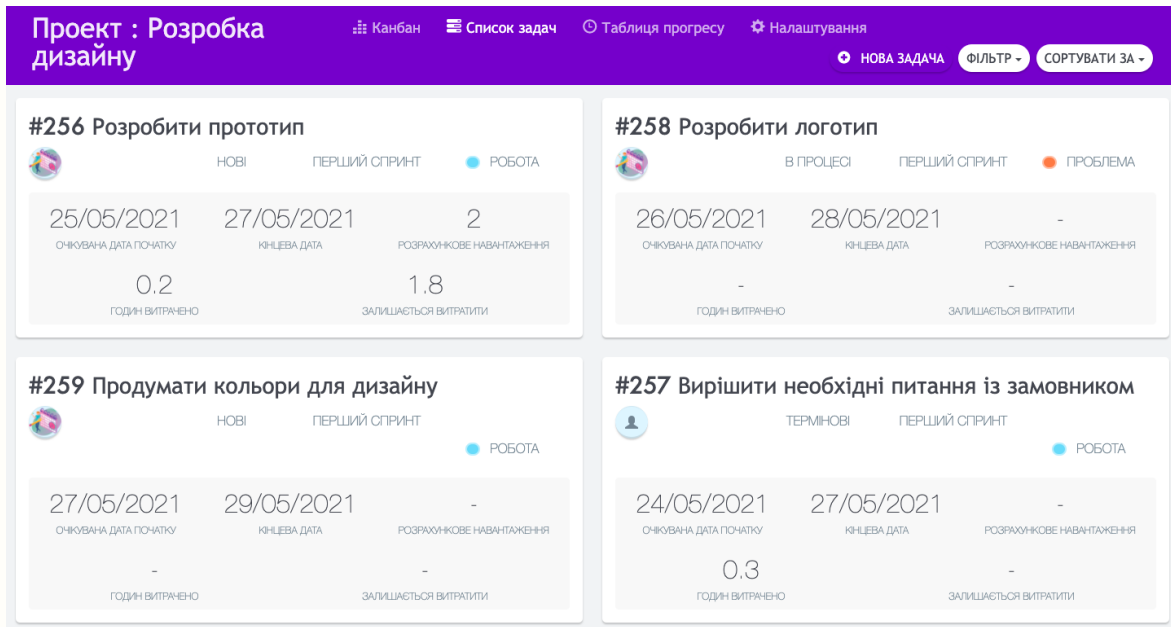 Проект : Розробка
дизайну
Канбан
Список задач
Таблиця прогресу
Налаштування
НОВА ЗАДАЧА
ФІЛЬТР
СОРТУВАТИ ЗА
#256 Розробити прототип
НОВІ
ПЕРШИЙ СПРИНТ
РОБОТА
25/05/2021
27/05/2021
2
ОЧІКУВАНА ДАТА ПОЧАТКУ
КІНЦЕВА ДАТА
РОЗРАХУНКОВЕ НАВАНТАЖЕННЯ
0.2
1.8
ГОДИН ВИТРАЧЕНО
ЗАЛИШАЄТЬСЯ ВИТРАТИТИ
#258 Розробити логотип
В ПРОЦЕСІ
ПЕРШИЙ СПРИНТ
ПРОБЛЕМА
26/05/2021
28/05/2021
-
ОЧІКУВАНА ДАТА ПОЧАТКУ
КІНЦЕВА ДАТА
РОЗРАХУНКОВЕ НАВАНТАЖЕННЯ
-
-
ГОДИН ВИТРАЧЕНО
ЗАЛИШАЄТЬСЯ ВИТРАТИТИ
#259 Продумати кольори для дизайну
НОВІ
ПЕРШИЙ СПРИНТ
РОБОТА
27/05/2021
29/05/2021
-
ОЧІКУВАНА ДАТА ПОЧАТКУ
КІНЦЕВА ДАТА
РОЗРАХУНКОВЕ НАВАНТАЖЕННЯ
-
-
ГОДИН ВИТРАЧЕНО
ЗАЛИШАЄТЬСЯ ВИТРАТИТИ
#257 Вирішити необхідні питання із замовником
ТЕРМІНОВІ
ПЕРШИЙ СПРИНТ
РОБОТА
24/05/2021
27/05/2021
-
ОЧІКУВАНА ДАТА ПОЧАТКУ
КІНЦЕВА ДАТА
РОЗРАХУНКОВЕ НАВАНТАЖЕННЯ
0.3
-
ГОДИН ВИТРАЧЕНО
ЗАЛИШАЄТЬСЯ ВИТРАТИТИ